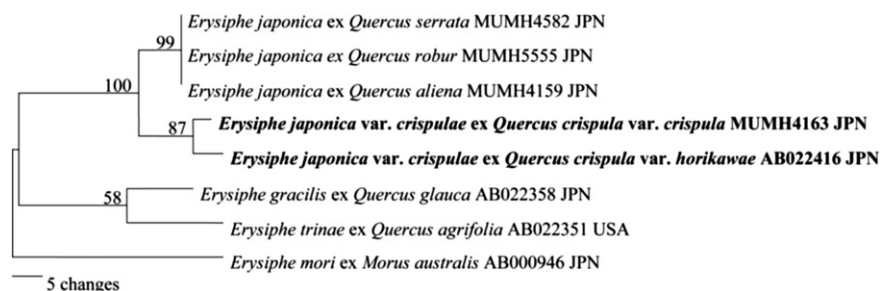 Erysiphe japonica ex Quercus serrata MUMH4582 JPN
99
Erysiphe japonica ex Quercus robur MUMH5555 JPN
100
Erysiphe japonica ex Quercus aliena MUMH4159 JPN
87
Erysiphe japonica var. crispulae ex Quercus crispula var. crispula MUMH4163 JPN
Erysiphe japonica var. crispulae ex Quercus crispula var. horikawae AB022416 JPN
58
Erysiphe gracilis ex Quercus glauca AB022358 JPN
Erysiphe trinae ex Quercus agrifolia AB022351 USA
Erysiphe mori ex Morus australis AB000946 JPN
5 changes